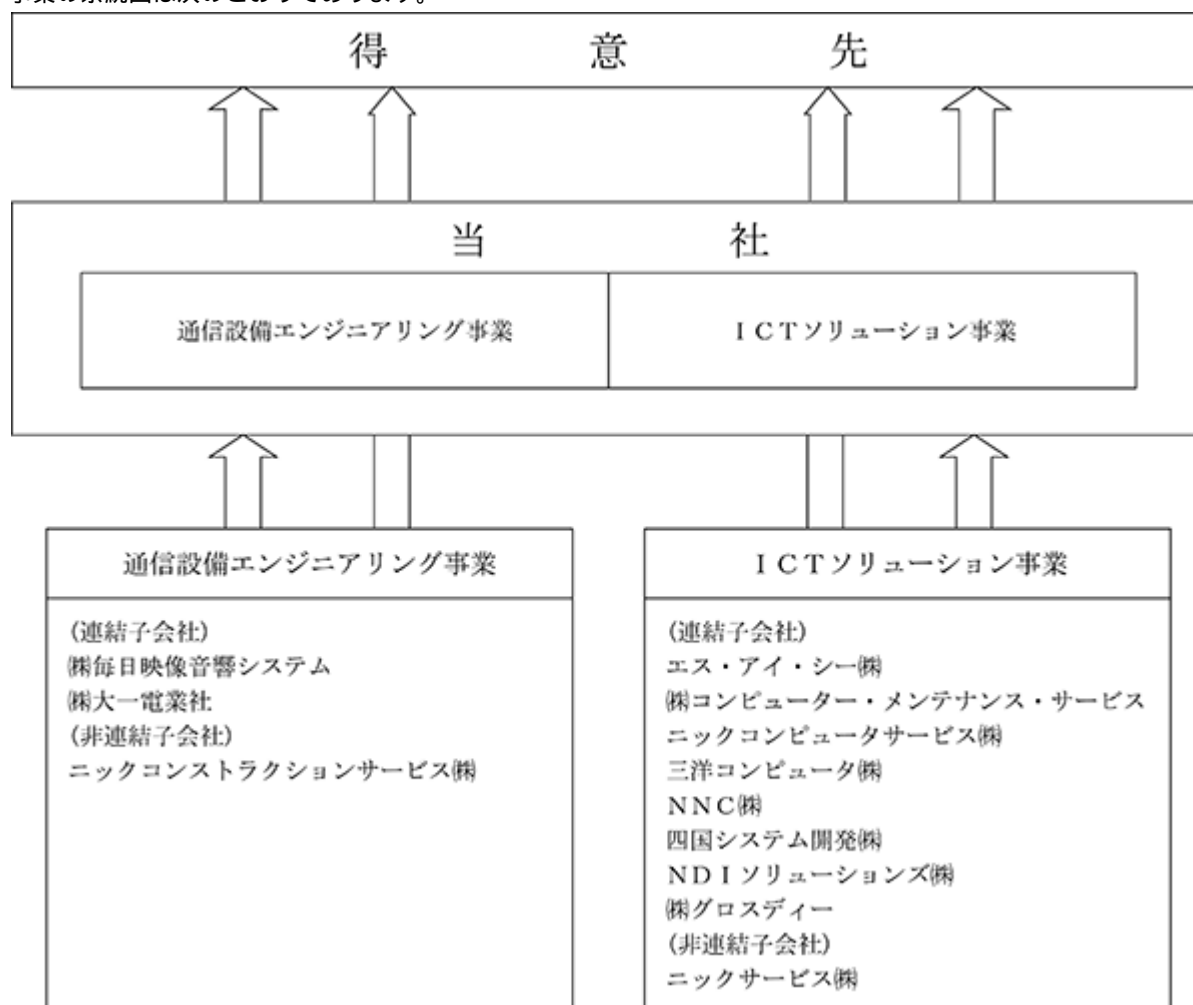 事業の系統図は次のとおりであります。
得意先
当社
通信設備エンジニアリング事業
ＩＣＴソリューション事業
通信設備エンジニアリング事業
(連結子会社)
㈱毎日映像音響システム
㈱大一電業社
(非連結子会社)
ニックコンストラクションサービス㈱
ＩＣＴソリューション事業
(連結子会社)
エス・アイ・シー㈱
㈱コンピューター・メンテナンス・サービス
ニックコンピュータサービス㈱
三洋コンピュータ㈱
ＮＮＣ㈱
四国システム開発㈱
ＮＤＩソリューションズ㈱
㈱グロスディー
(非連結子会社)
ニックサービス㈱